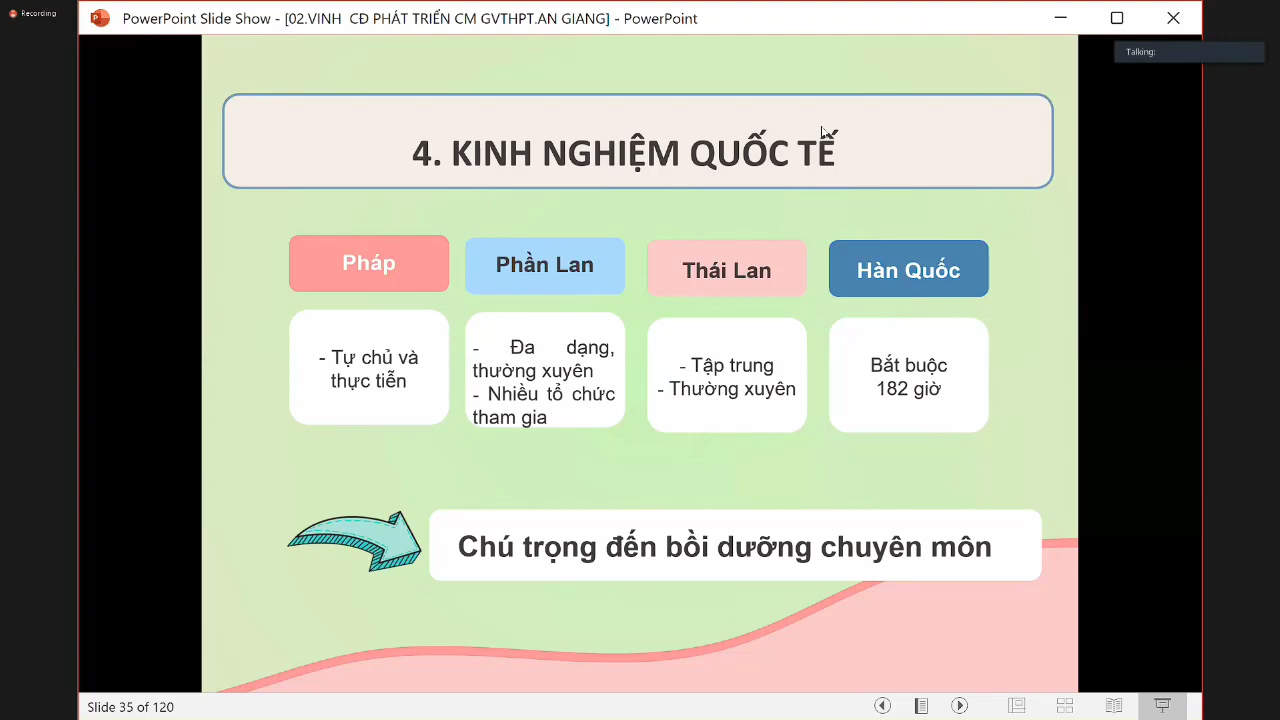 Recording
PowerPoint Slide Show - [02.VINH CĐ PHÁT TRIỂN CM GVTHPT.AN GIANG] - PowerPoint
Talking:
4. KINH NGHIỆM QUỐC TẾ
Pháp
- Tự chủ và
thực tiễn
Phần Lan
- Đa dạng,
thường xuyên
- Nhiều tổ chức
tham gia
Thái Lan
- Tập trung
- Thường xuyên
Hàn Quốc
Bắt buộc
182 giờ
Chú trọng đến bồi dưỡng chuyên môn
Slide 35 of 120